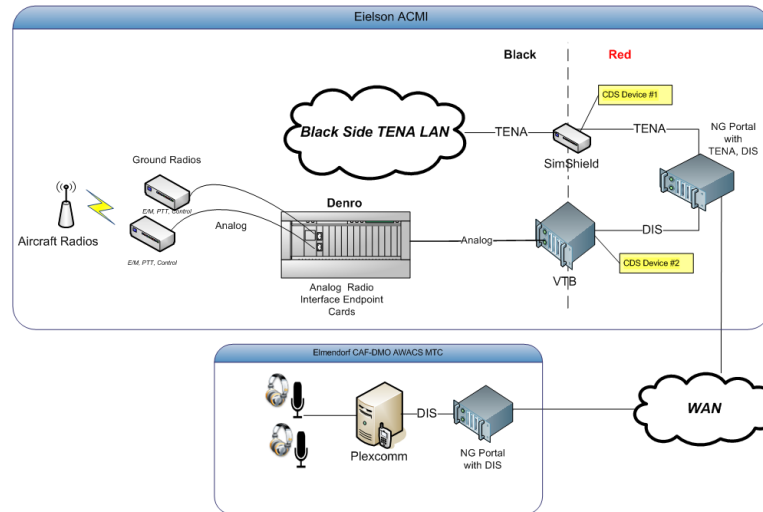 Eielson ACMI
Black
Red
CDS Device #1
Black Side TENA LAN
TENA
TENA
SimShield
NG Portal
with
TENA, DIS
Ground Radios
E/M, PTT, Control
Aircraft Radios
Analog
E/M, PTT, Control
Denro
Analog Radio
Interface Endpoint
Cards
Analog
DIS
VTB
CDS Device #2
Elmendorf CAF-DMO AWACS MTC
Plexcomm
DIS
NG Portal
with DIS
WAN